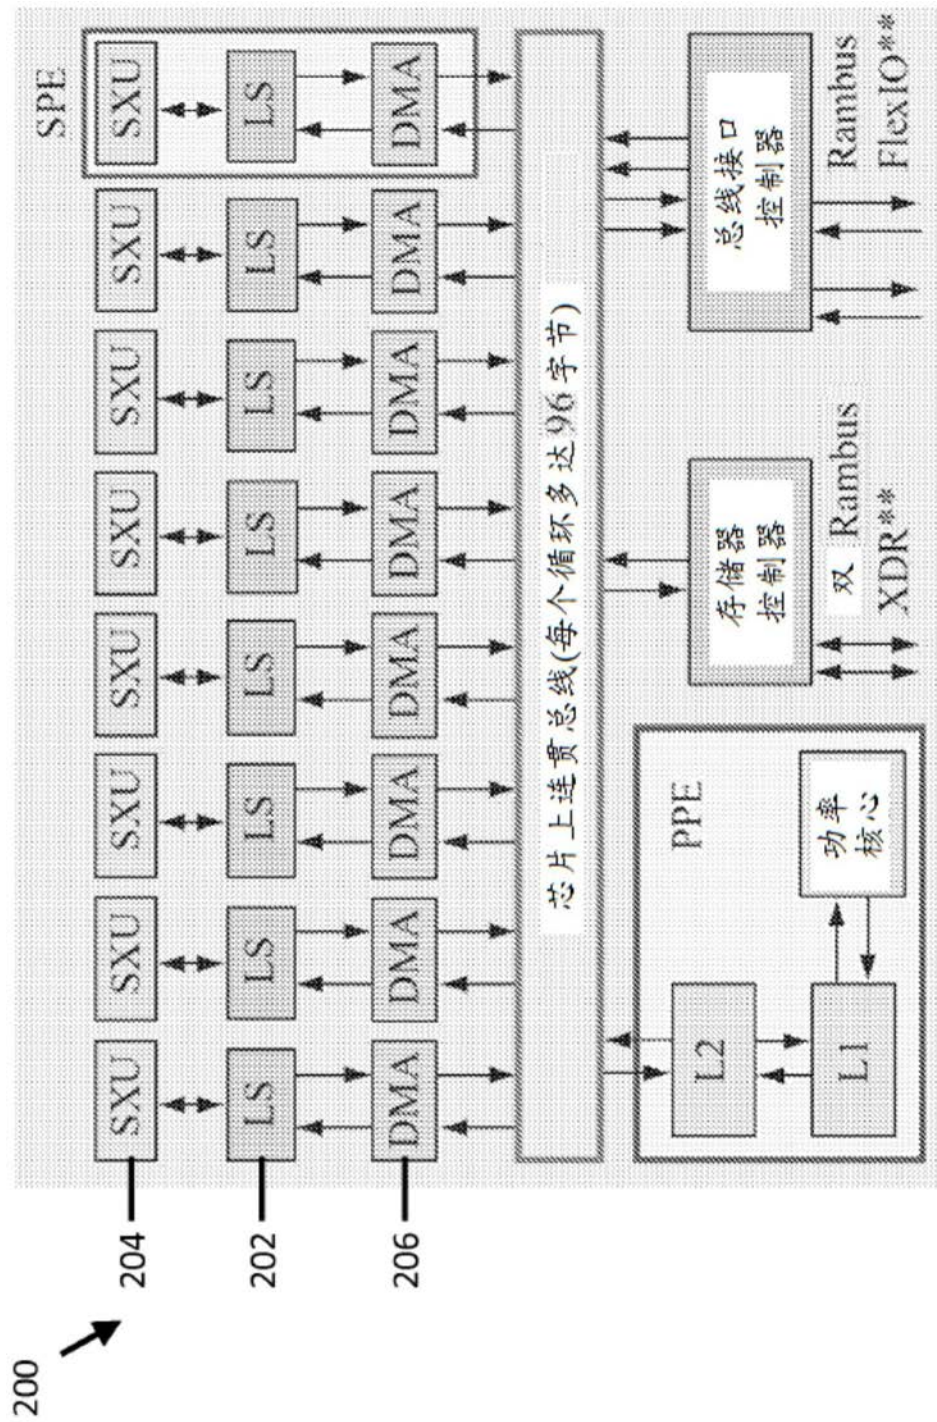 200
SPE
204 SXU SXU SXU SXU SXU SXU SXU SXU
202 LS LS LS LS LS LS LS LS
206 DMA DMA DMA DMA DMA DMA DMA DMA
芯片上连贯总线(每个循环多达96字节)
PPE
L2
L1
功率
核心
存储器
控制器
双 Rambus
XDR**
总线接口
控制器
Rambus
FlexIO**